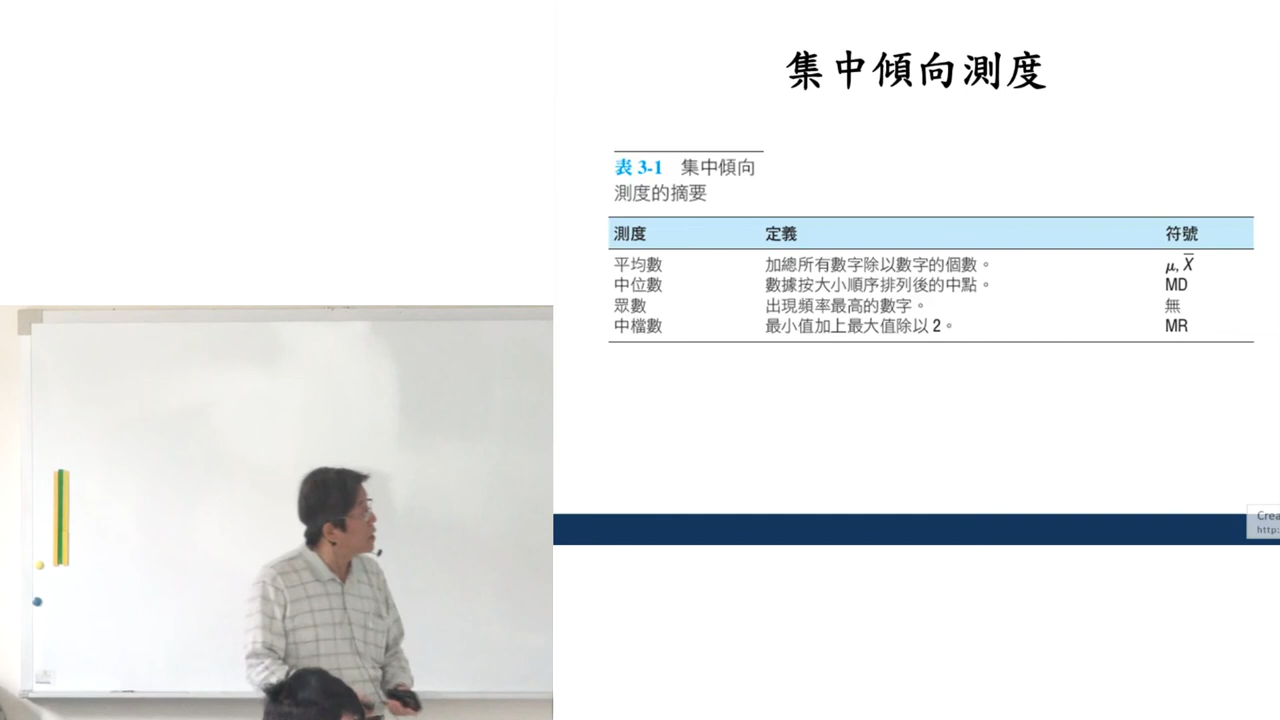 集中傾向測度
表 3-1 集中傾向
測度的摘要
測度 定義 符號
平均數 加總所有數字除以數字的個數。 μ, X̄
中位數 數據按大小順序排列後的中點。 MD
眾數 出現頻率最高的數字。 無
中檔數 最小值加上最大值除以 2。 MR
Crea
http: